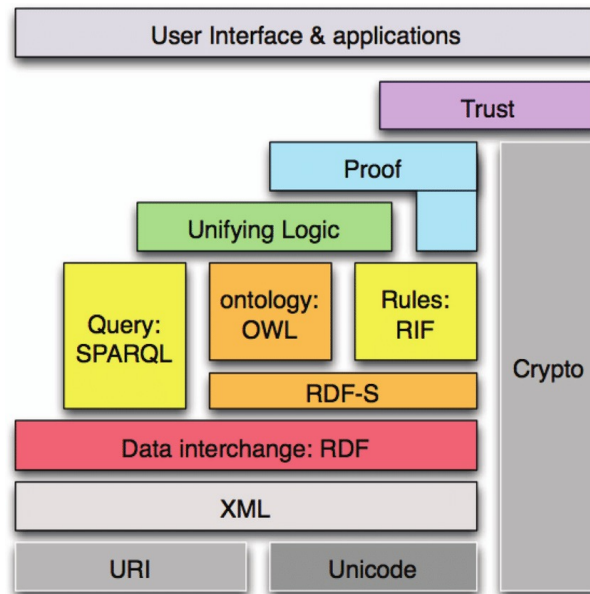 User Interface & applications
Trust
Proof
Unifying Logic
Query:
SPARQL
ontology:
OWL
Rules:
RIF
Crypto
RDF-S
Data interchange: RDF
XML
URI
Unicode